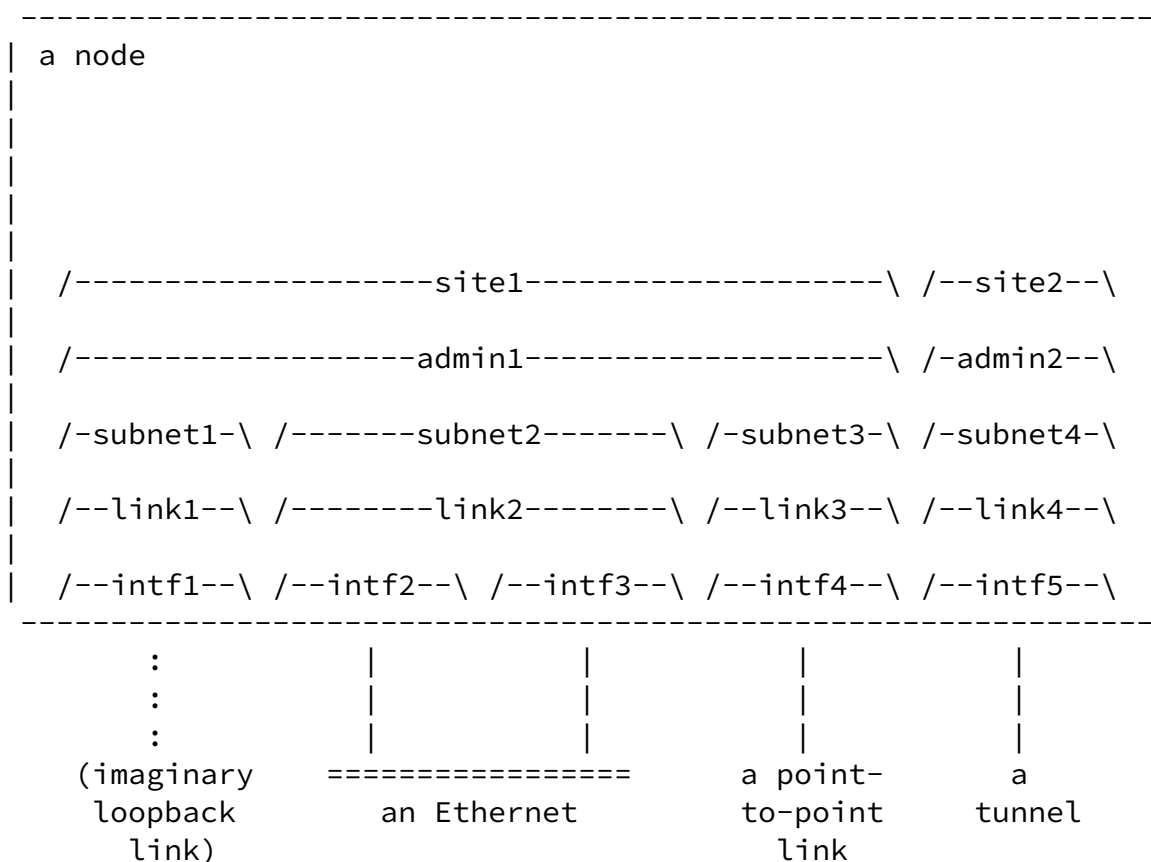 a node
/--------------------site1--------------------\ /--site2--\
/-------------------admin1--------------------\ /-admin2--\
/-subnet1-\ /-------subnet2-------\ /-subnet3-\ /-subnet4-\
/--link1--\ /--------link2--------\ /--link3--\ /--link4--\
/--intf1--\ /--intf2--\ /--intf3--\ /--intf4--\ /--intf5--\
(imaginary ================= a point- a
loopback an Ethernet to-point tunnel
link) link